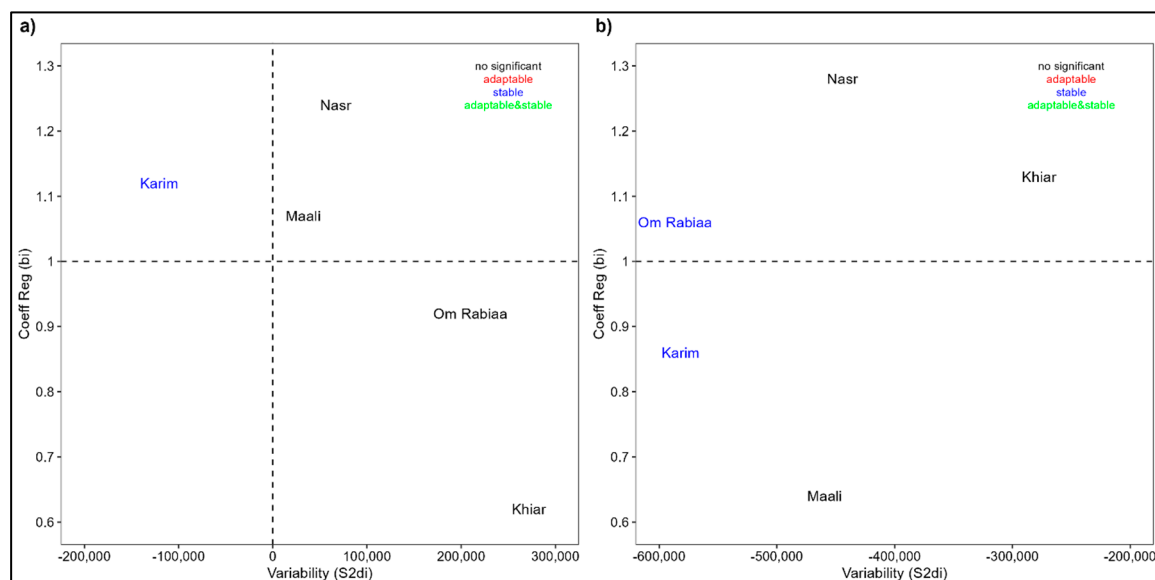 a)
1.3
1.2
1.1
1
0.9
0.8
0.7
0.6
Coeff Reg (bi)
no significant
adaptable
stable
adaptable&stable
Nasr
Karim
Maali
Om Rabiaa
Khiar
-200,000
-100,000
0
100,000
200,000
300,000
Variability (S2di)
b)
1.3
1.2
1.1
1
0.9
0.8
0.7
0.6
Coeff Reg (bi)
no significant
adaptable
stable
adaptable&stable
Nasr
Khiar
Om Rabiaa
Karim
Maali
-600,000
-500,000
-400,000
-300,000
-200,000
Variability (S2di)